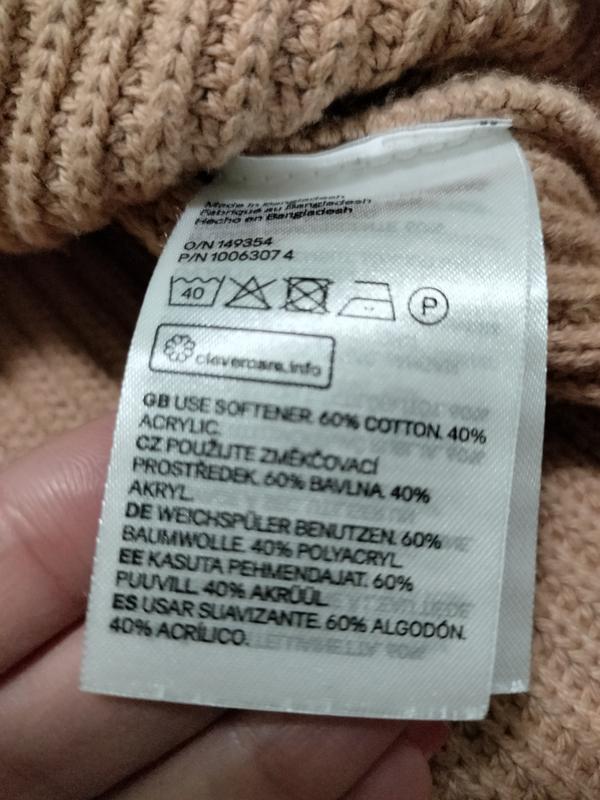 Made in Bangladesh
Fabriqué au Bangladesh
Hecho en Bangladesh
O/N 149354
P/N 1006307 4
40
P
clevercare.info
GB USE SOFTENER. 60% COTTON. 40%
ACRYLIC.
CZ POUŽIJTE ZMĚKČOVACÍ
PROSTŘEDEK. 60% BAVLNA. 40%
AKRYL.
DE WEICHSPÜLER BENUTZEN. 60%
BAUMWOLLE. 40% POLYACRYL.
EE KASUTA PEHMENDAJAT. 60%
PUUVILL. 40% AKRÜÜL.
ES USAR SUAVIZANTE. 60% ALGODÓN.
40% ACRÍLICO.